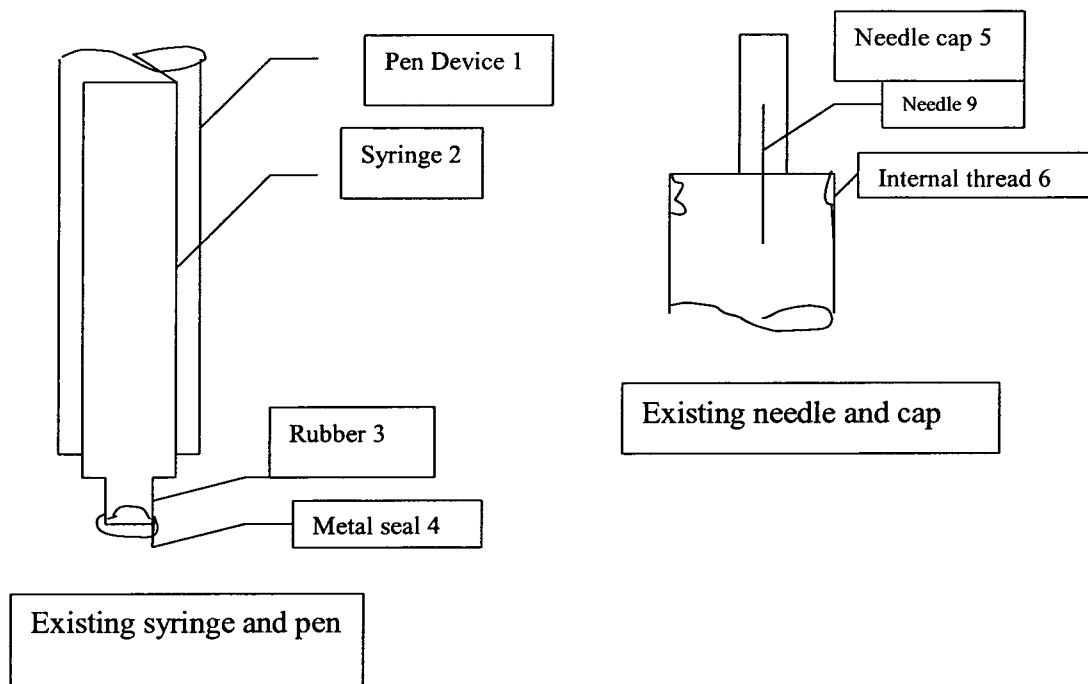 Pen Device 1
Syringe 2
Rubber 3
Metal seal 4
Existing syringe and pen
Needle cap 5
Needle 9
Internal thread 6
Existing needle and cap